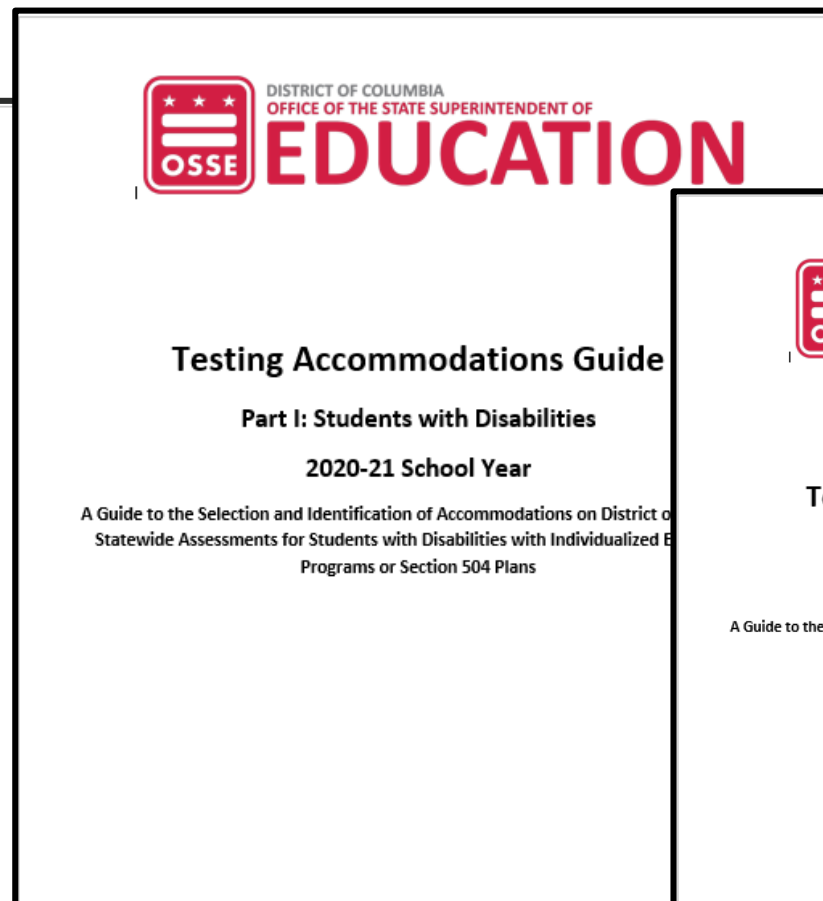 DISTRICT OF COLUMBIA
OFFICE OF THE STATE SUPERINTENDENT OF
OSSE
EDUCATION
Testing Accommodations Guide
Part I: Students with Disabilities
2020-21 School Year
A Guide to the Selection and Identification of Accommodations on District o
Statewide Assessments for Students with Disabilities with Individualized E
Programs or Section 504 Plans
A Guide to the